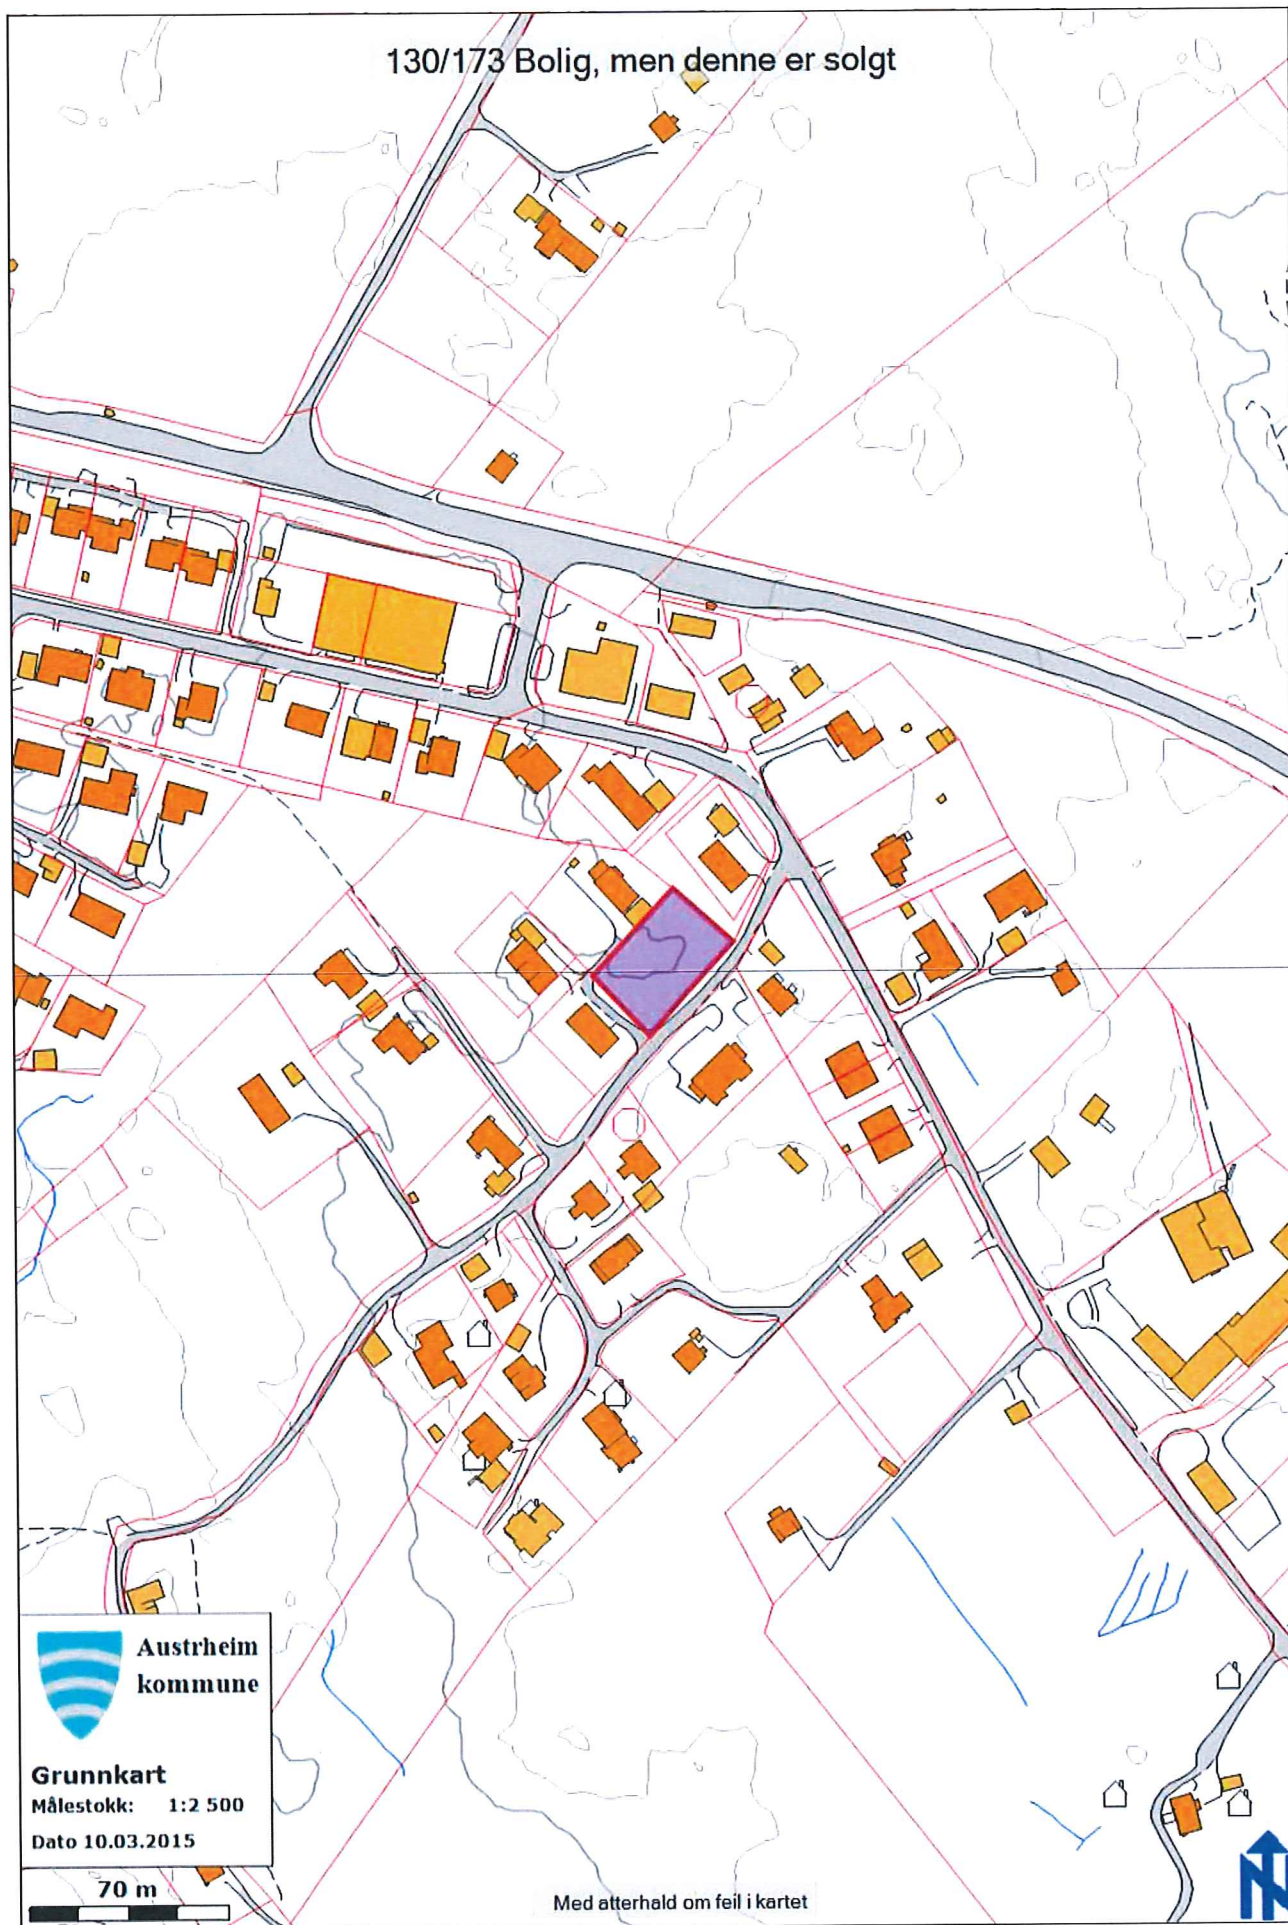 130/173 Bolig, men denne er solgt
Austrheim
kommune
Grunnkart
Målestokk: 1:2 500
Dato 10.03.2015
70 m
Med atterhald om feil i kartet
N